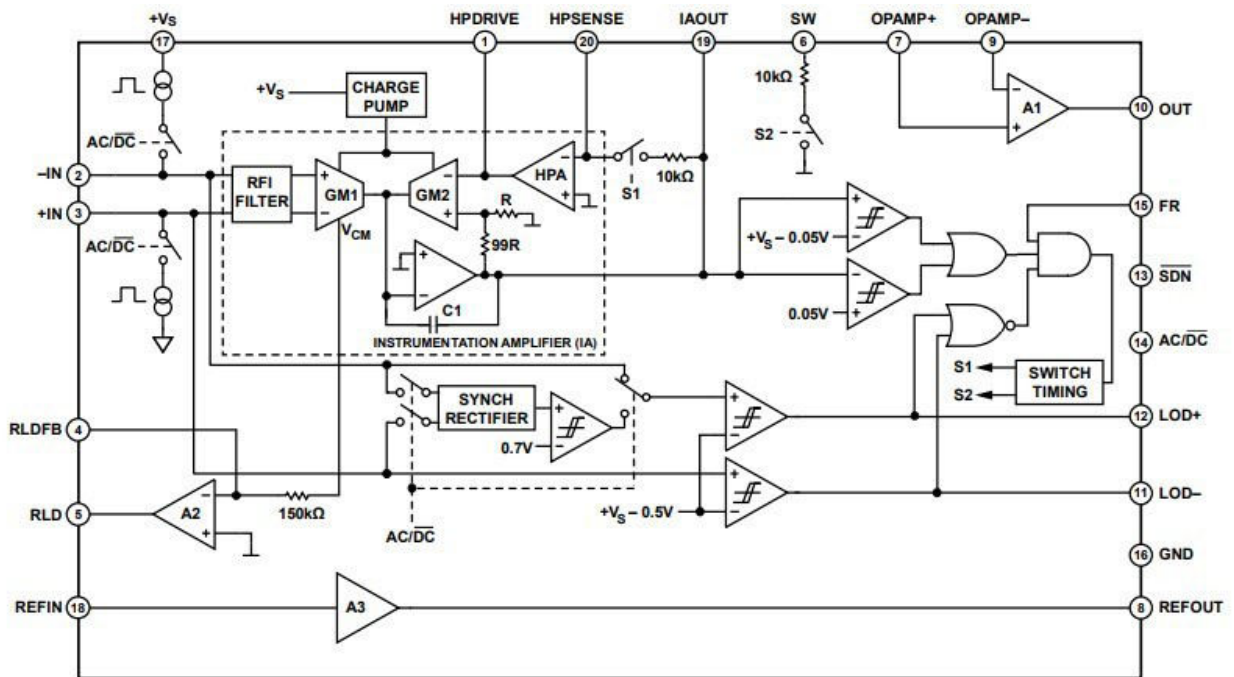 +VS
HPDRIVE
HPSENSE
IAOUT
SW
OPAMP+
OPAMP–
17
1
20
19
6
7
9
10kΩ
+VS
CHARGE
PUMP
A1
10
OUT
AC/DC
S2
–IN
2
RFI
FILTER
GM1
GM2
HPA
S1
10kΩ
+IN
3
R
15
FR
AC/DC
VCM
99R
+VS – 0.05V
13
SDN
C1
0.05V
INSTRUMENTATION AMPLIFIER (IA)
14
AC/DC
S1
S2
SWITCH
TIMING
SYNCH
RECTIFIER
12
LOD+
RLDFB
4
0.7V
RLD
5
A2
150kΩ
+VS – 0.5V
11
LOD–
AC/DC
16
GND
REFIN
18
A3
8
REFOUT